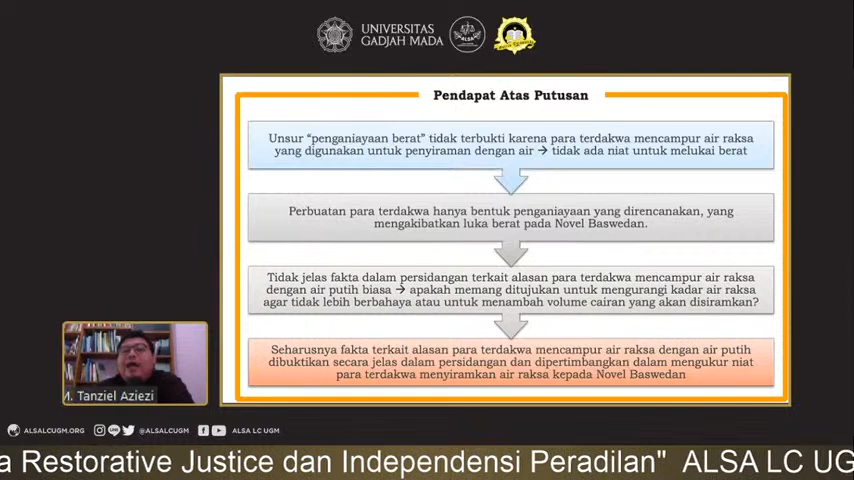 UNIVERSITAS
GADJAH MADA
ALSA
Pendapat Atas Putusan
Unsur “penganiayaan berat” tidak terbukti karena para terdakwa mencampur air raksa
yang digunakan untuk penyiraman dengan air → tidak ada niat untuk melukai berat
Perbuatan para terdakwa hanya bentuk penganiayaan yang direncanakan, yang
mengakibatkan luka berat pada Novel Baswedan.
Tidak jelas fakta dalam persidangan terkait alasan para terdakwa mencampur air raksa
dengan air putih biasa → apakah memang ditujukan untuk mengurangi kadar air raksa
agar tidak lebih berbahaya atau untuk menambah volume cairan yang akan disiramkan?
Seharusnya fakta terkait alasan para terdakwa mencampur air raksa dengan air putih
dibuktikan secara jelas dalam persidangan dan dipertimbangkan dalam mengukur niat
para terdakwa menyiramkan air raksa kepada Novel Baswedan
M. Tanziel Aziezi
ALSALCUGM.ORG @ALSALCUGM ALSA LC UGM
a Restorative Justice dan Independensi Peradilan" ALSA LC UG